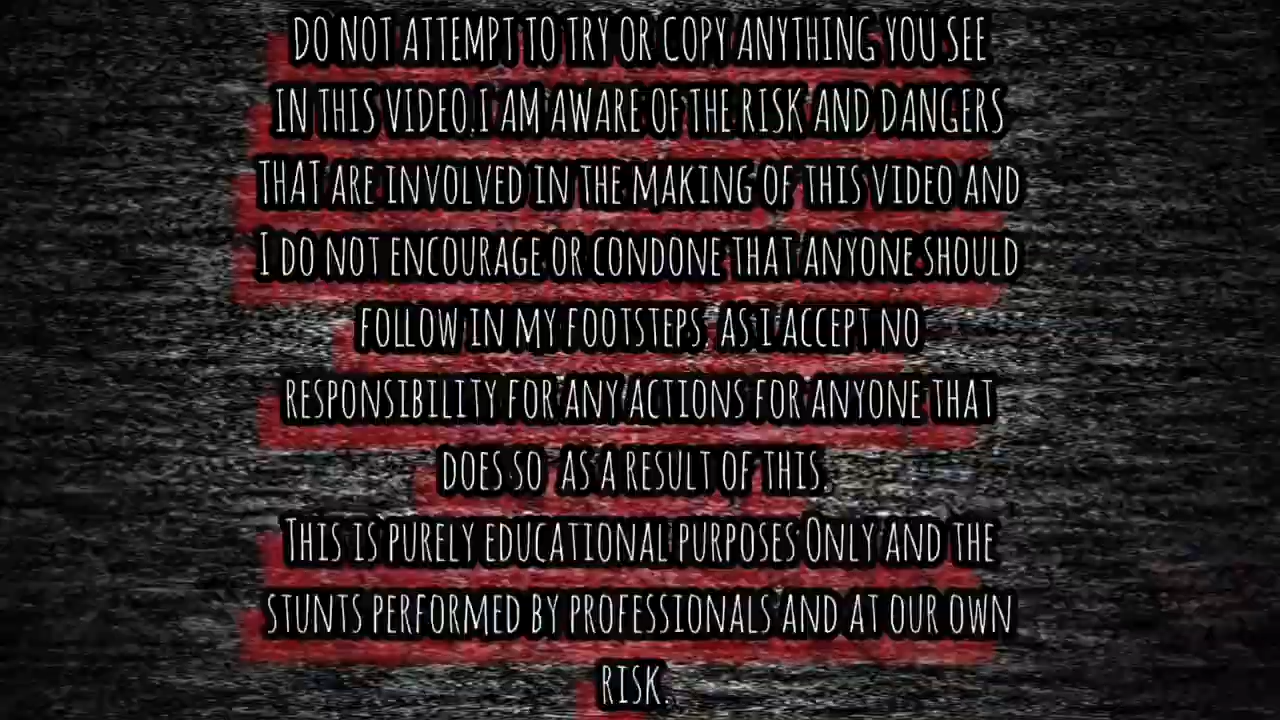 DO NOT ATTEMPT TO TRY OR COPY ANYTHING YOU SEE
IN THIS VIDEO.I AM AWARE OF THE RISK AND DANGERS
THAT ARE INVOLVED IN THE MAKING OF THIS VIDEO AND
I DO NOT ENCOURAGE OR CONDONE THAT ANYONE SHOULD
FOLLOW IN MY FOOTSTEPS, AS I ACCEPT NO
RESPONSIBILITY FOR ANY ACTIONS FOR ANYONE THAT
DOES SO AS A RESULT OF THIS.
THIS IS PURELY EDUCATIONAL PURPOSES ONLY AND THE
STUNTS PERFORMED BY PROFESSIONALS AND AT OUR OWN
RISK.